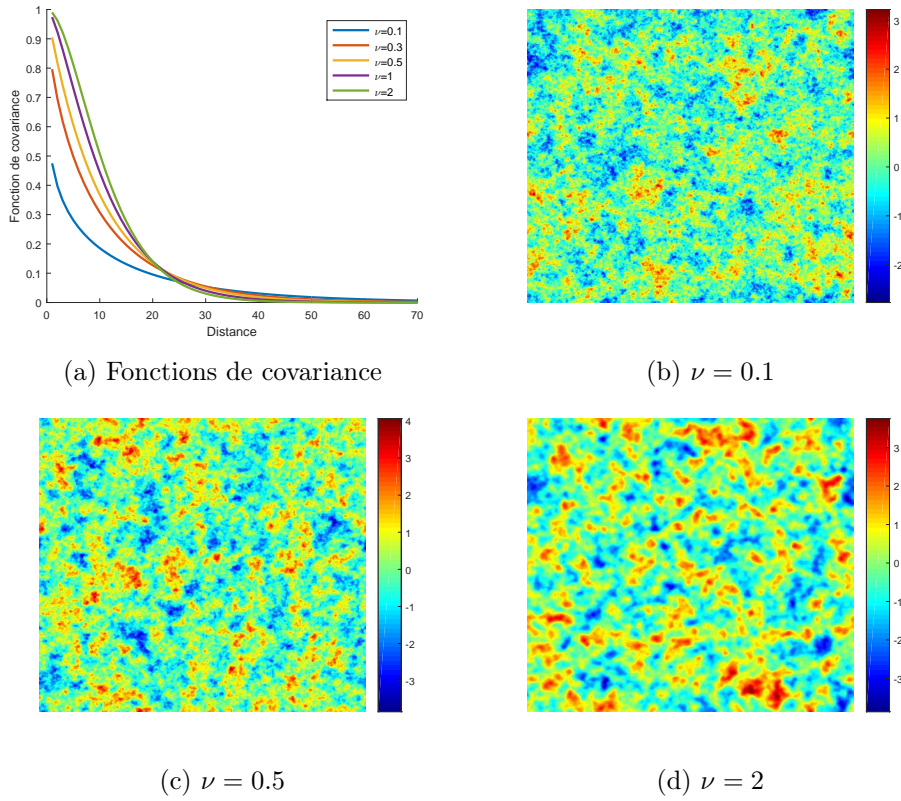 1
0.9
0.8
0.7
0.6
0.5
0.4
0.3
0.2
0.1
0
Fonction de covariance
0 10 20 30 40 50 60 70
Distance
ν=0.1
ν=0.3
ν=0.5
ν=1
ν=2
3
2
1
0
-1
-2
(a) Fonctions de covariance
(b) ν = 0.1
4
3
2
1
0
-1
-2
-3
3
2
1
0
-1
-2
-3
(c) ν = 0.5
(d) ν = 2